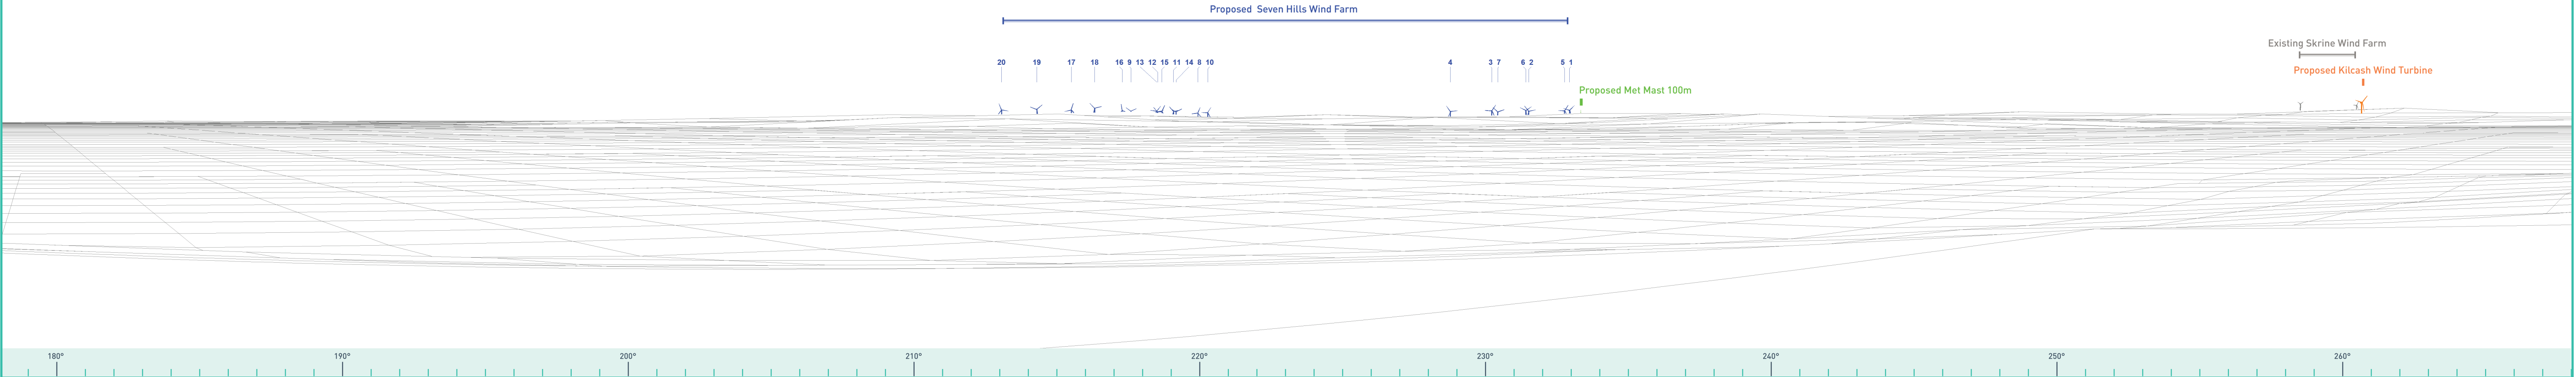 Proposed Seven Hills Wind Farm
Existing Skrine Wind Farm
20 19 17 18 16 9 13 12 15 11 14 8 10 4 3 7 6 2 5 1
Proposed Kilcash Wind Turbine
Proposed Met Mast 100m
180° 190° 200° 210° 220° 230° 240° 250° 260°